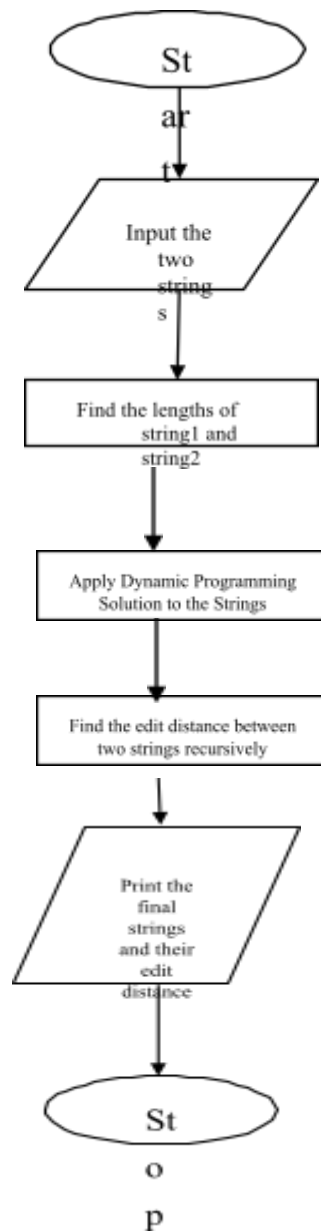 St
ar
t
Input the
two
string
s
Find the lengths of
string1 and
string2
Apply Dynamic Programming
Solution to the Strings
Find the edit distance between
two strings recursively
Print the
final
strings
and their
edit
distance
St
o
p